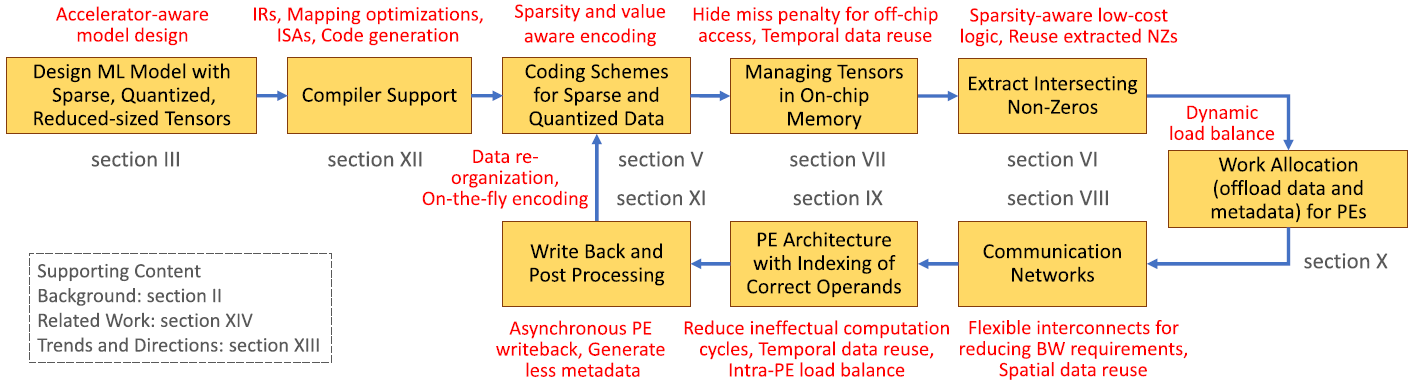 Accelerator-aware
model design
IRs, Mapping optimizations,
ISAs, Code generation
Sparsity and value
aware encoding
Hide miss penalty for off-chip
access, Temporal data reuse
Sparsity-aware low-cost
logic, Reuse extracted NZs
Design ML Model with
Sparse, Quantized,
Reduced-sized Tensors
Compiler Support
Coding Schemes
for Sparse and
Quantized Data
Managing Tensors
in On-chip
Memory
Extract Intersecting
Non-Zeros
Dynamic
load balance
section III
section XII
section V
section VII
section VI
Work Allocation
(offload data and
metadata) for PEs
section X
Data re-
organization,
On-the-fly encoding
section XI
section IX
section VIII
Write Back and
Post Processing
PE Architecture
with Indexing of
Correct Operands
Communication
Networks
Asynchronous PE
writeback, Generate
less metadata
Reduce ineffectual computation
cycles, Temporal data reuse,
Intra-PE load balance
Flexible interconnects for
reducing BW requirements,
Spatial data reuse
Supporting Content
Background: section II
Related Work: section XIV
Trends and Directions: section XIII